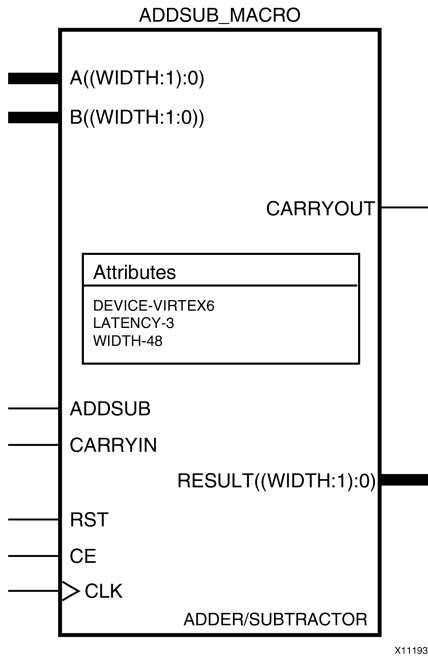 ADDSUB_MACRO
A((WIDTH:1):0)
B((WIDTH:1:0))
CARRYOUT
Attributes
DEVICE-VIRTEX6
LATENCY-3
WIDTH-48
ADDSUB
CARRYIN
RESULT((WIDTH:1):0)
RST
CE
CLK
ADDER/SUBTRACTOR
X11193